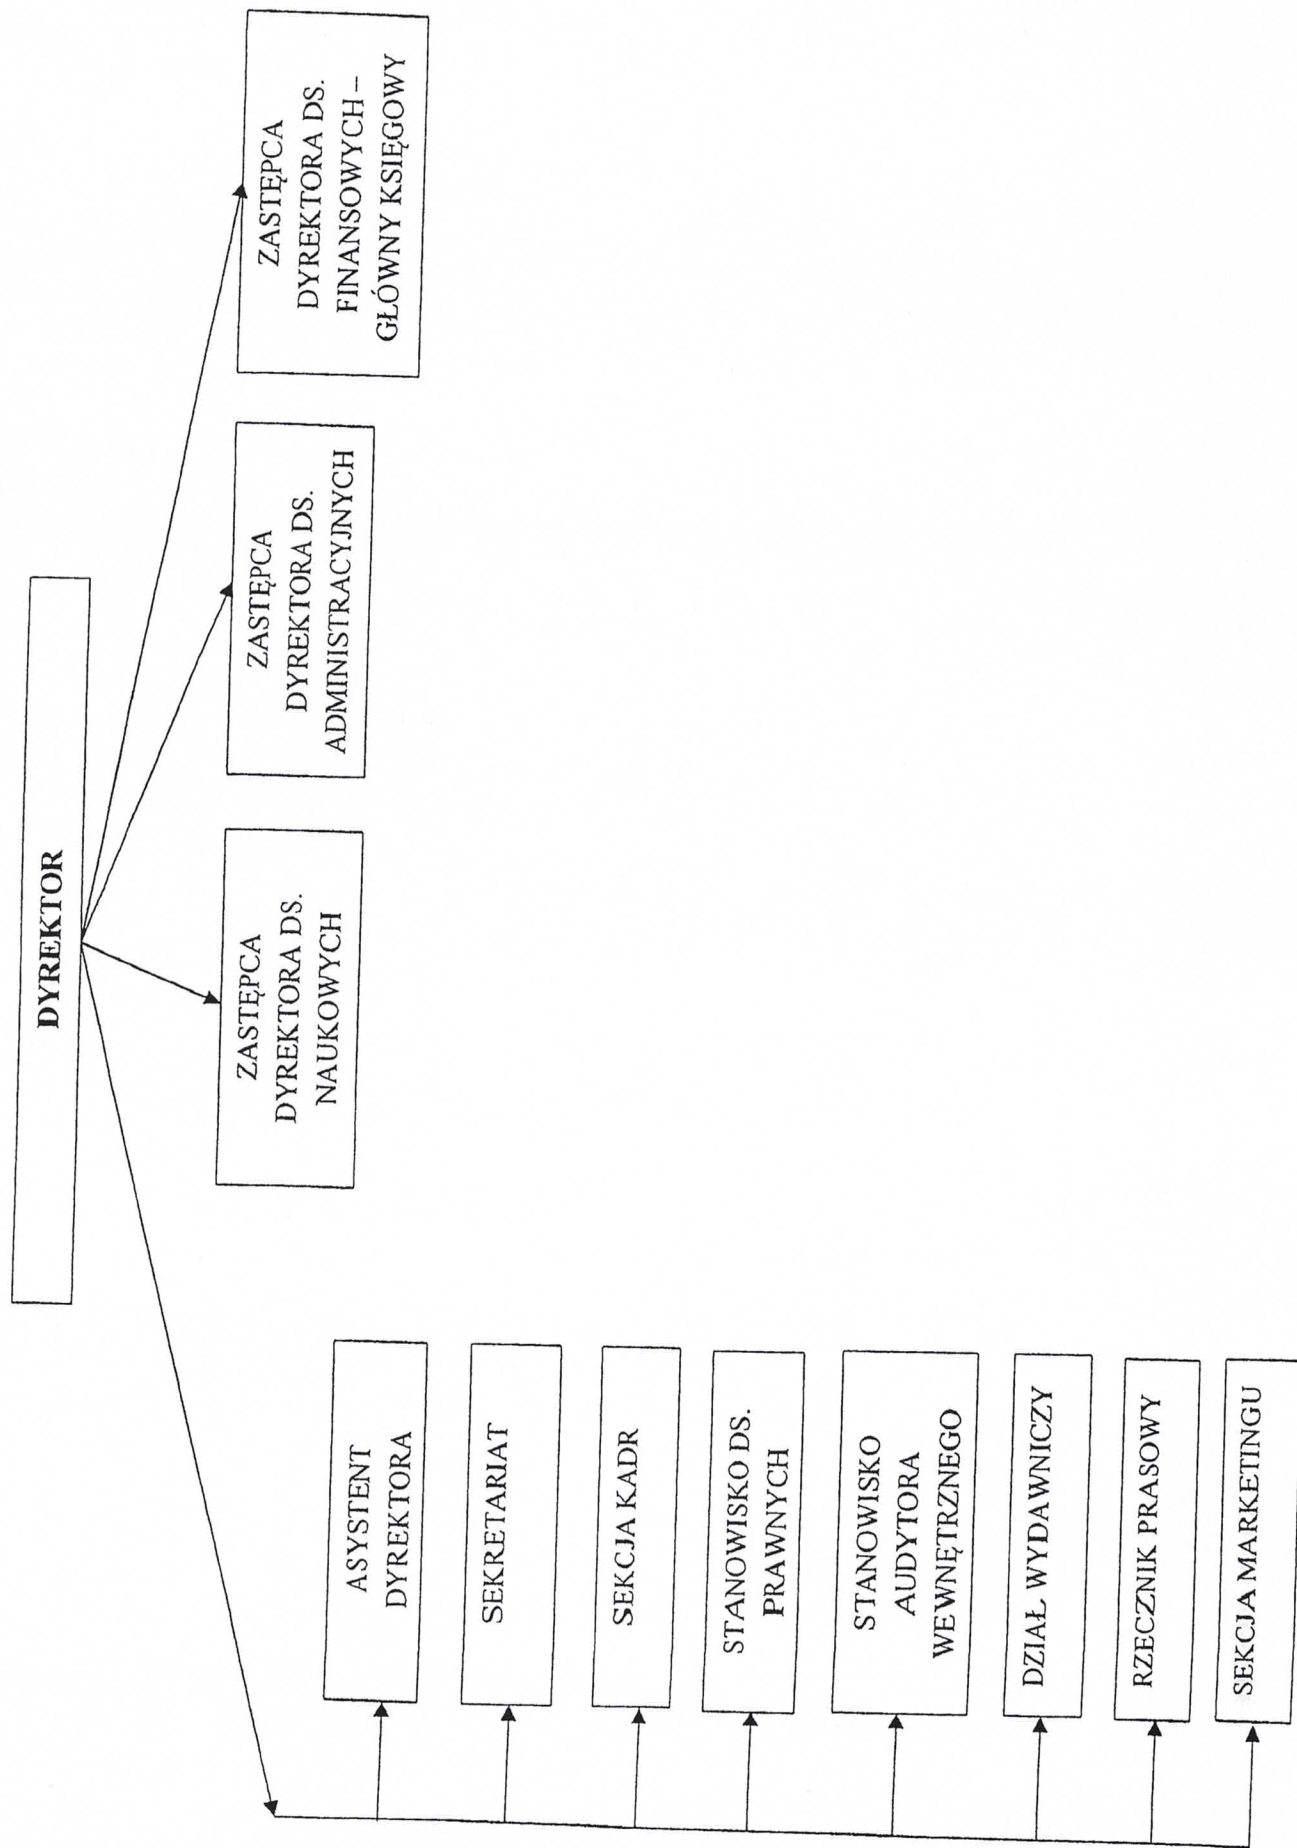 DYREKTOR
ZASTĘPCA
DYREKTORA DS.
NAUKOWYCH
ZASTĘPCA
DYREKTORA DS.
ADMINISTRACYJNYCH
ZASTĘPCA
DYREKTORA DS.
FINANSOWYCH –
GŁÓWNY KSIĘGOWY
ASYSTENT
DYREKTORA
SEKRETARIAT
SEKCJA KADR
STANOWISKO DS.
PRAWNYCH
STANOWISKO
AUDYTORA
WEWNĘTRZNEGO
DZIAŁ WYDAWNICZY
RZECZNIK PRASOWY
SEKCJA MARKETINGU